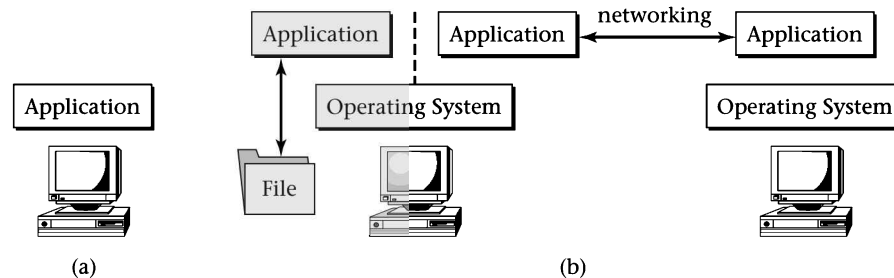 networking
Application
Application
Application
Application
Operating System
Operating System
File
(a)
(b)